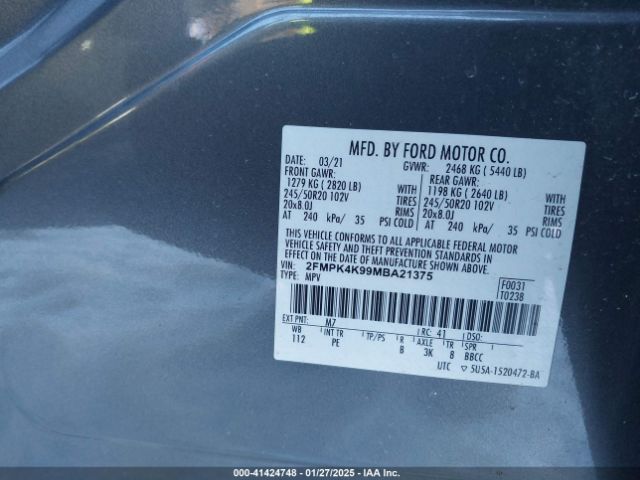 MFD. BY FORD MOTOR CO.
DATE: 03/21 GVWR: 2468 KG ( 5440 LB)
FRONT GAWR: REAR GAWR:
1279 KG ( 2820 LB) WITH 1198 KG ( 2640 LB) WITH
245/50R20 102V TIRES 245/50R20 102V TIRES
20x8.0J RIMS 20x8.0J RIMS
AT 240 kPa/ 35 PSI COLD AT 240 kPa/ 35 PSI COLD
THIS VEHICLE CONFORMS TO ALL APPLICABLE FEDERAL MOTOR
VEHICLE SAFETY AND THEFT PREVENTION STANDARDS IN
EFFECT ON THE DATE OF MANUFACTURE SHOWN ABOVE.
VIN: 2FMPK4K99MBA21375 F0031
TYPE: MPV T0238
EXT PNT: M7 RC: 41 DSO:
WB INT TR TP/PS R AXLE TR SPR
112 PE B 3K 8 BBCC
UTC ▽ 5U5A-1520472-BA
000-41424748 — 01/27/2025 — IAA Inc.